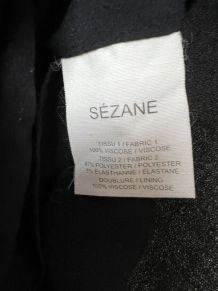 SÉZANE
TISSU 1 / FABRIC 1
100% VISCOSE / VISCOSE
TISSU 2 / FABRIC 2
POLYESTER / POLYESTER
ELASTHANNE / ELASTANE
DOUBLURE / LINING
100% VISCOSE / VISCOSE